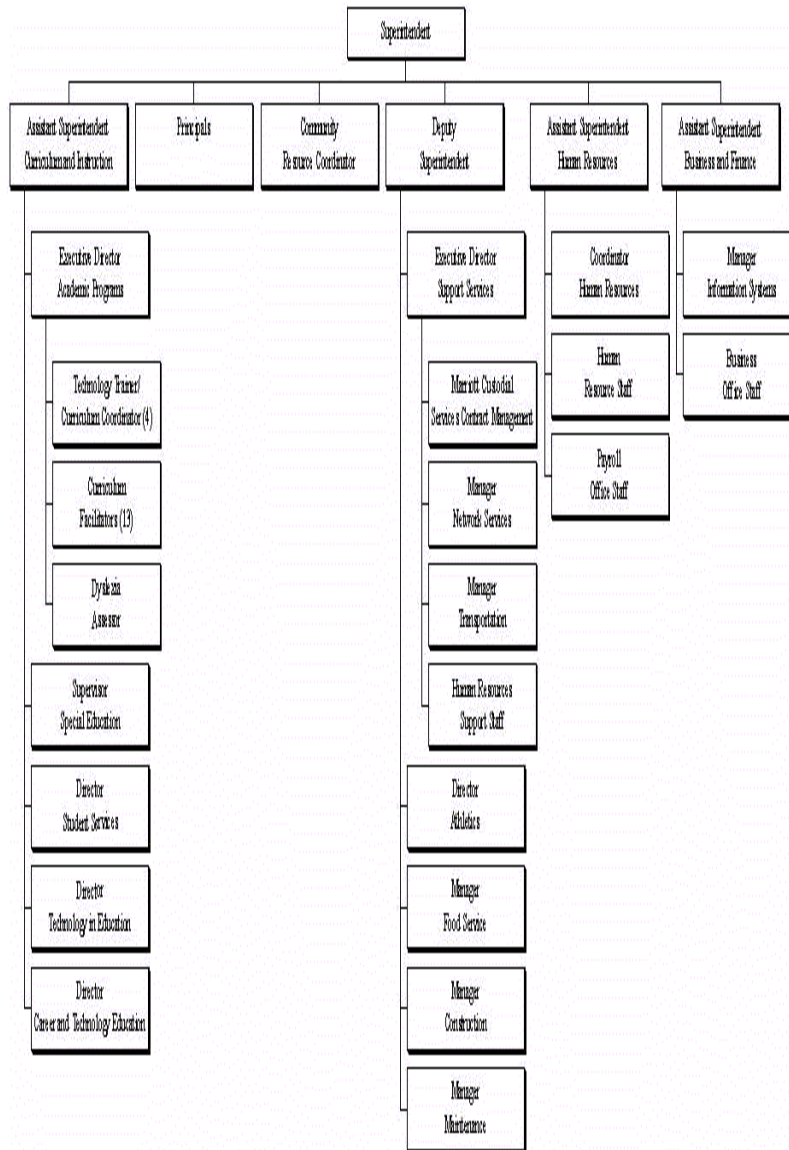 Superintendent
Assistant Superintendent
Curriculum and Instruction
Principals
Community
Resource Coordinator
Deputy
Superintendent
Assistant Superintendent
Human Resources
Assistant Superintendent
Business and Finance
Executive Director
Academic Programs
Technology Trainer/
Curriculum Coordinator (4)
Curriculum
Facilitators (13)
Dyslexia
Assessor
Supervisor
Special Education
Director
Student Services
Director
Technology in Education
Director
Career and Technology Education
Executive Director
Support Services
Marriott Custodial
Services Contract Management
Manager
Network Services
Manager
Transportation
Human Resources
Support Staff
Director
Athletics
Manager
Food Service
Manager
Construction
Manager
Maintenance
Coordinator
Human Resources
Human
Resource Staff
Payroll
Office Staff
Manager
Information Systems
Business
Office Staff